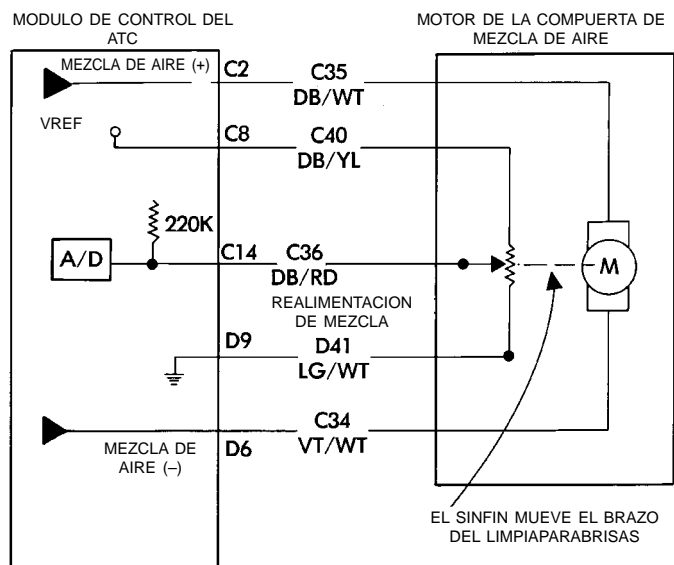 MODULO DE CONTROL DEL
ATC
MOTOR DE LA COMPUERTA DE
MEZCLA DE AIRE
MEZCLA DE AIRE (+)
C2
C35
DB/WT
VREF
C8
C40
DB/YL
220K
A/D
C14
C36
DB/RD
M
REALIMENTACION
DE MEZCLA
D9
D41
LG/WT
C34
VT/WT
MEZCLA DE
AIRE (–)
D6
EL SINFIN MUEVE EL BRAZO
DEL LIMPIAPARABRISAS